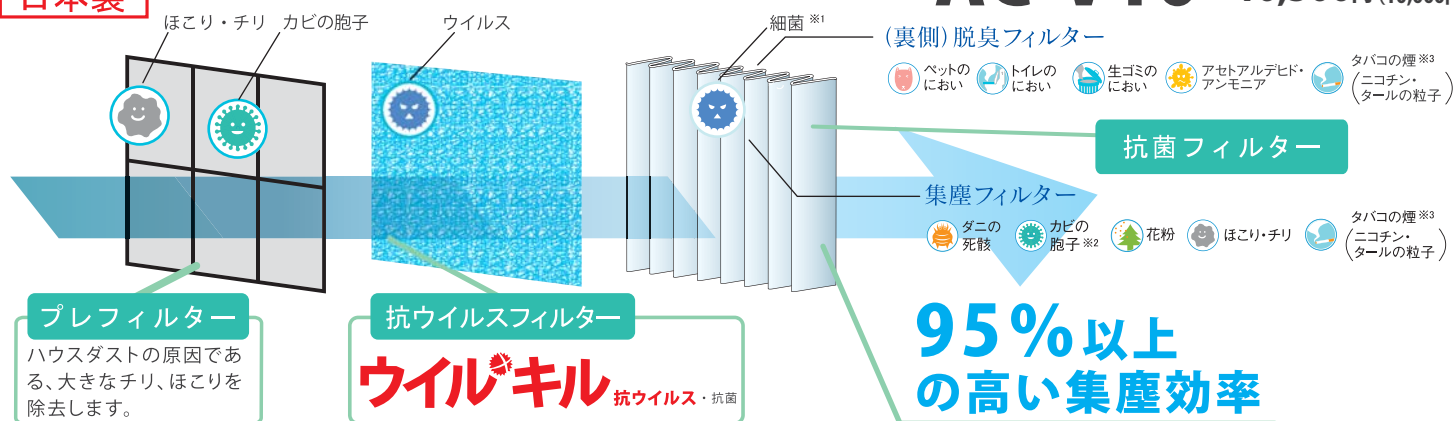 日本製
ほこり・チリ
カビの胞子
ウイルス
細菌 ※1
(裏側)脱臭フィルター
ペットの
におい
トイレの
におい
生ゴミの
におい
アセトアルデヒド・
アンモニア
タバコの煙 ※3
(ニコチン・
タールの粒子)
抗菌フィルター
集塵フィルター
ダニの
死骸
カビの
胞子 ※2
花粉
ほこり・チリ
タバコの煙 ※3
(ニコチン・
タールの粒子)
プレフィルター
ハウスダストの原因であ
る、大きなチリ、ほこりを
除去します。
抗ウイルスフィルター
ウイルキル 抗ウイルス・抗菌
95%以上
の高い集塵効率